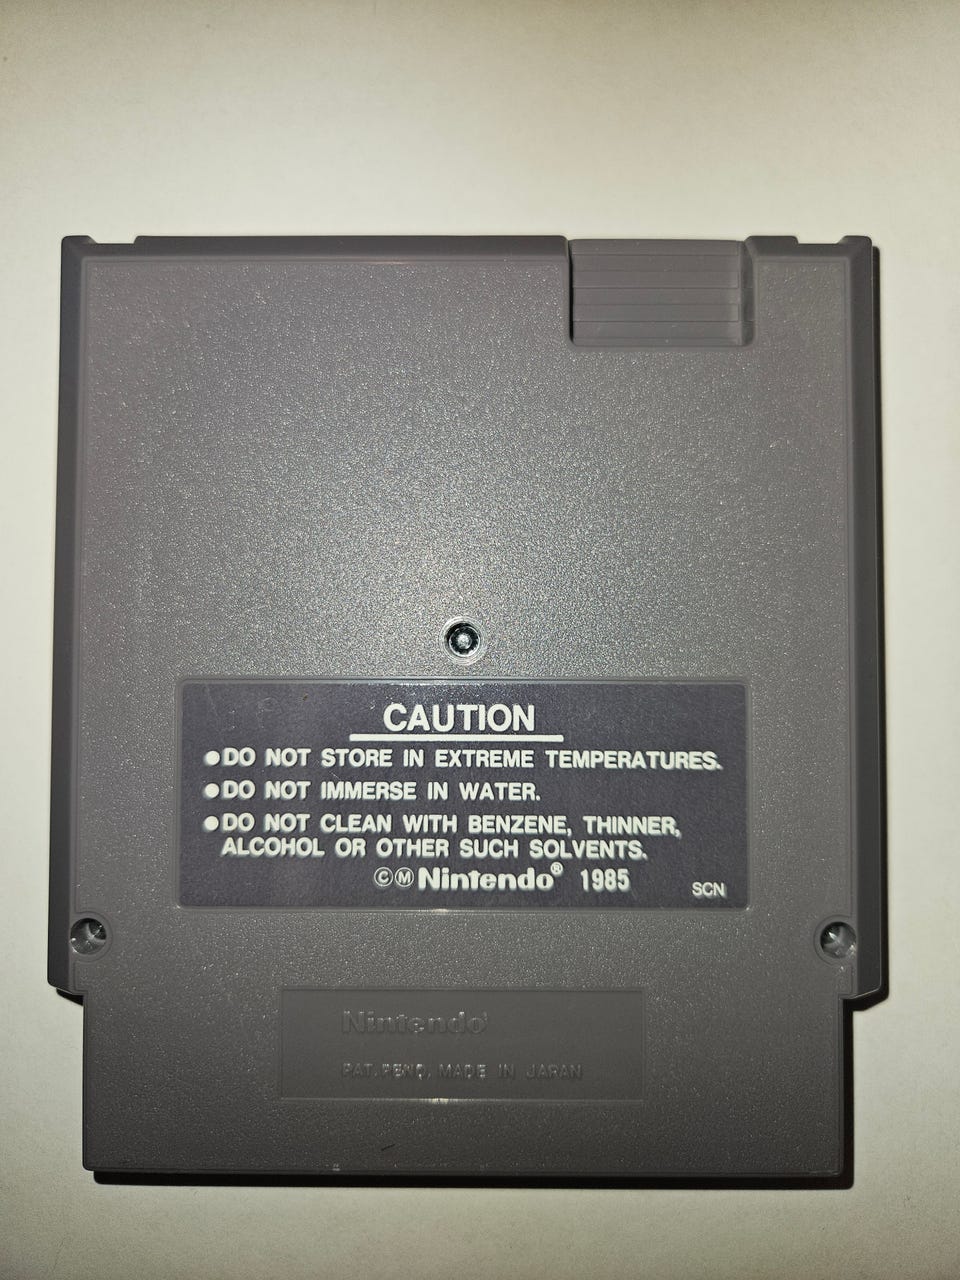 CAUTION
●DO NOT STORE IN EXTREME TEMPERATURES.
●DO NOT IMMERSE IN WATER.
●DO NOT CLEAN WITH BENZENE, THINNER,
ALCOHOL OR OTHER SUCH SOLVENTS.
ⒸⓂNintendo® 1985
SCN
Nintendo®
PAT. PEND. MADE IN JAPAN